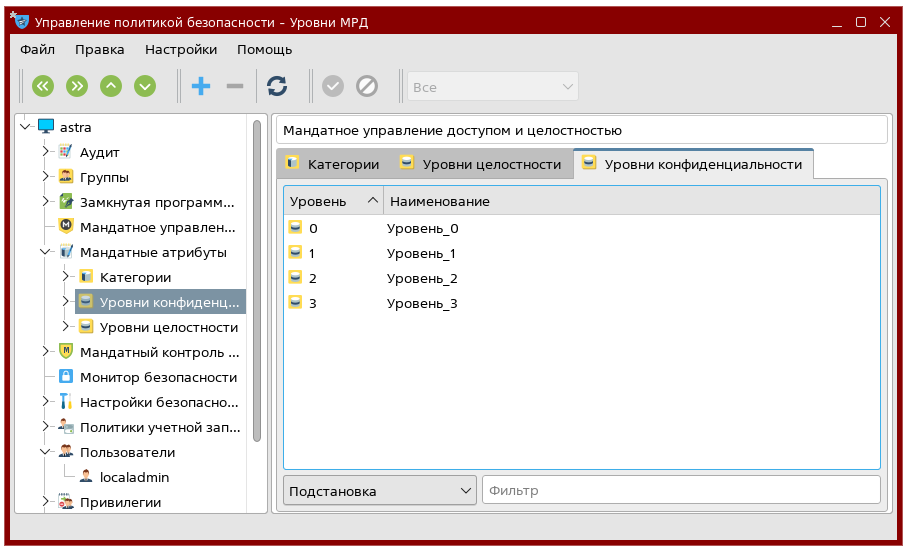 Управление политикой безопасности – Уровни МРД
Файл Правка Настройки Помощь
Все
astra
Аудит
Группы
Замкнутая программ...
Мандатное управлен...
Мандатные атрибуты
Категории
Уровни конфиденц...
Уровни целостности
Мандатный контроль ...
Монитор безопасности
Настройки безопасно...
Политики учетной зап...
Пользователи
localadmin
Привилегии
Мандатное управление доступом и целостностью
Категории Уровни целостности Уровни конфиденциальности
Уровень Наименование
0 Уровень_0
1 Уровень_1
2 Уровень_2
3 Уровень_3
Подстановка Фильтр